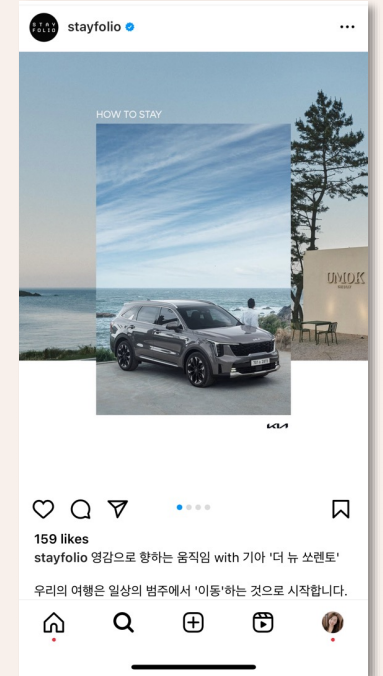 STAY
FOLIO
stayfolio
HOW TO STAY
UMOK
KIA
159 likes
stayfolio 영감으로 향하는 움직임 with 기아 '더 뉴 쏘렌토'
우리의 여행은 일상의 범주에서 '이동'하는 것으로 시작합니다.